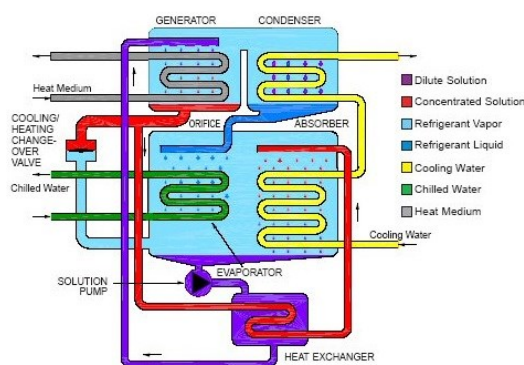 GENERATOR
CONDENSER
Heat Medium
COOLING/
HEATING
CHANGE-
OVER
VALVE
ORIFICE
ABSORBER
Chilled Water
Cooling Water
EVAPORATOR
SOLUTION
PUMP
HEAT EXCHANGER
Dilute Solution
Concentrated Solution
Refrigerant Vapor
Refrigerant Liquid
Cooling Water
Chilled Water
Heat Medium